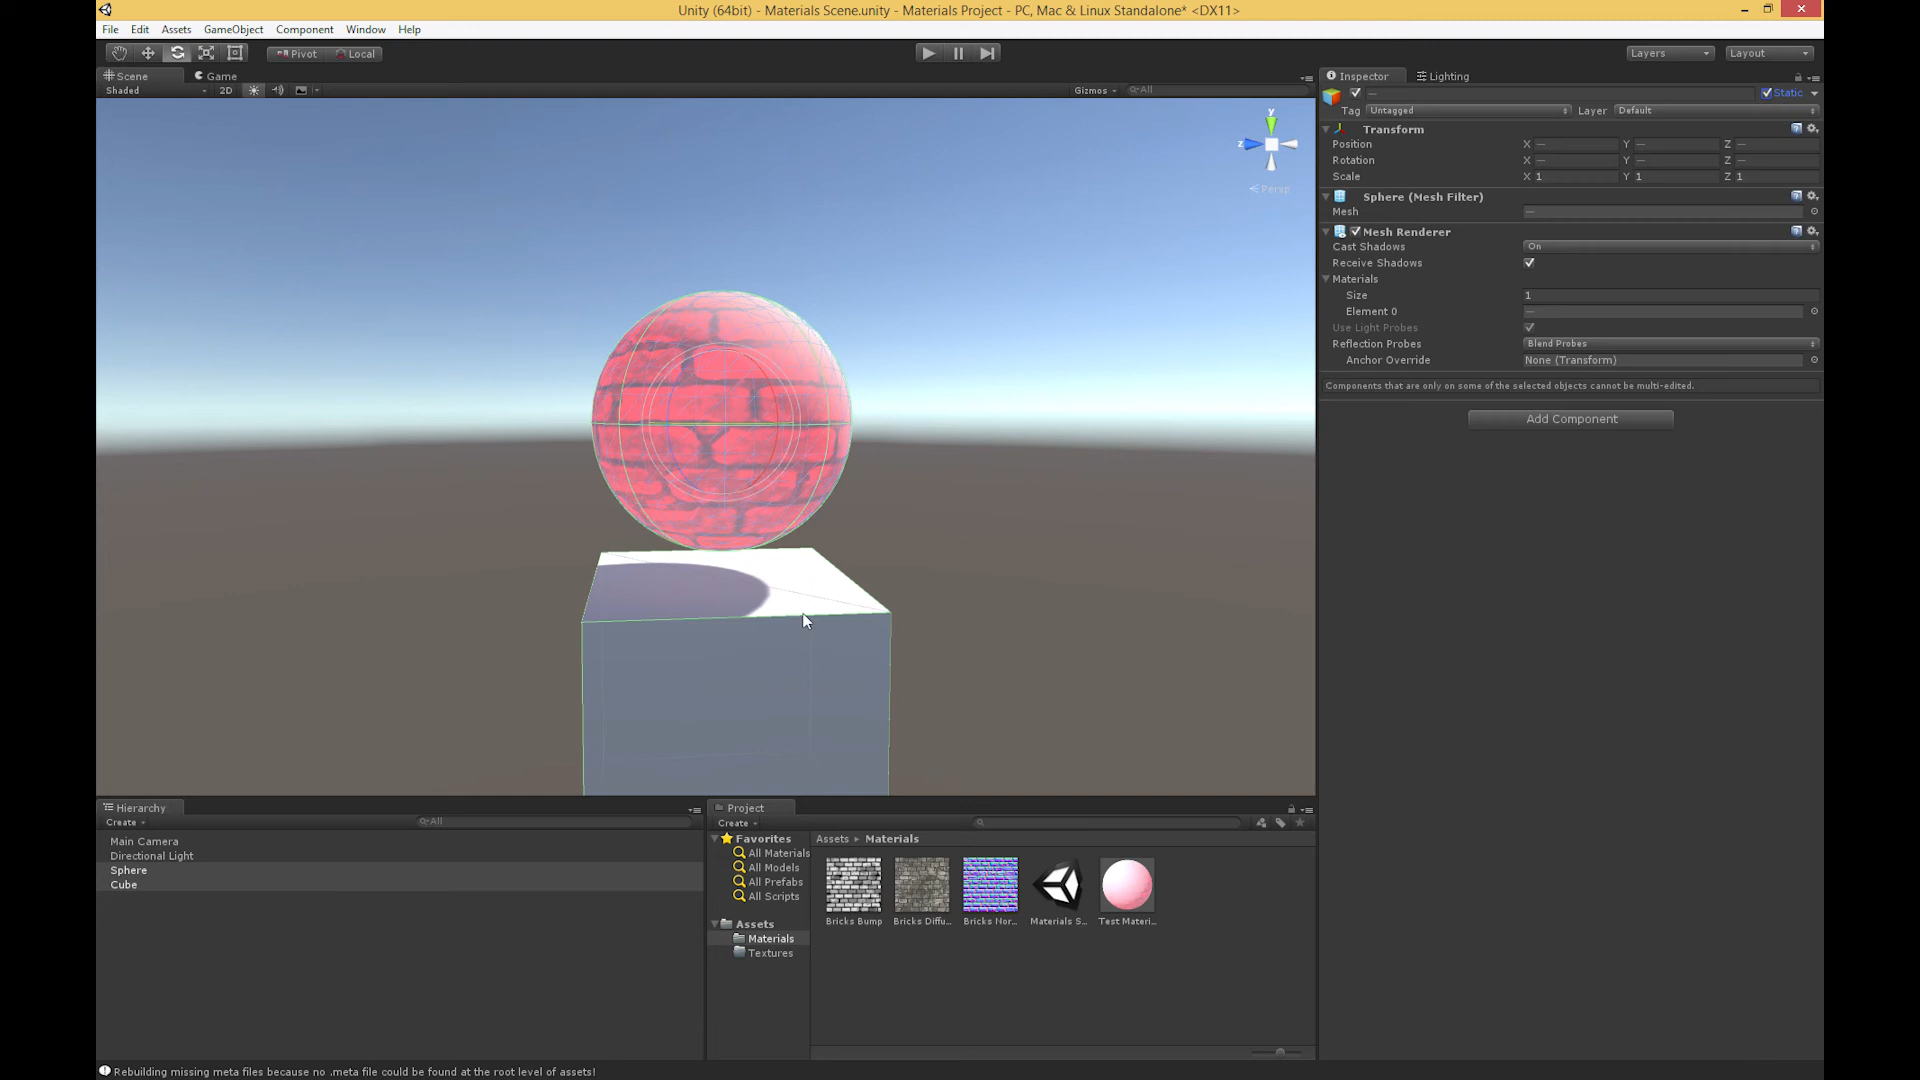 Unity (64bit) - Materials Scene.unity - Materials Project - PC, Mac & Linux Standalone* <DX11>
File Edit Assets GameObject Component Window Help
Pivot Local Layers Layout
Scene Game
Shaded 2D Gizmos All
y
z
Persp
Inspector Lighting
— Static
Tag Untagged Layer Default
Transform
Position X — Y — Z —
Rotation X — Y — Z —
Scale X 1 Y 1 Z 1
Sphere (Mesh Filter)
Mesh —
Mesh Renderer
Cast Shadows On
Receive Shadows
Materials
Size 1
Element 0 —
Use Light Probes
Reflection Probes Blend Probes
Anchor Override None (Transform)
Components that are only on some of the selected objects cannot be multi-edited.
Add Component
Hierarchy
Create All
Main Camera
Directional Light
Sphere
Cube
Project
Create
Favorites
All Materials
All Models
All Prefabs
All Scripts
Assets
Materials
Textures
Assets Materials
Bricks Bump Bricks Diffu... Bricks Nor... Materials S... Test Materi...
Rebuilding missing meta files because no .meta file could be found at the root level of assets!